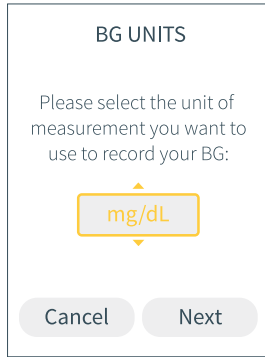 BG UNITS
Please select the unit of
measurement you want to
use to record your BG:
mg/dL
Cancel
Next